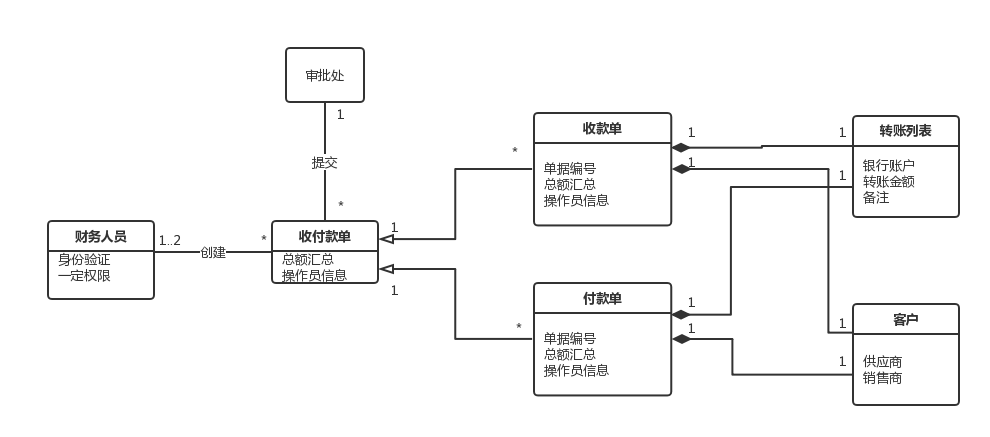 审批处
1
提交
*
财务人员
身份验证
一定权限
1..2
创建
*
收付款单
总额汇总
操作员信息
1
1
*
*
收款单
单据编号
总额汇总
操作员信息
1
1
付款单
单据编号
总额汇总
操作员信息
1
1
1
1
转账列表
银行账户
转账金额
备注
1
1
客户
供应商
销售商